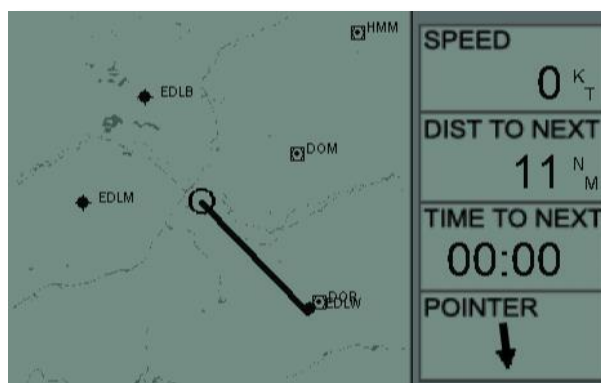 HMM
EDLB
DOM
EDLM
EDLW
SPEED
0 KT
DIST TO NEXT
11 NM
TIME TO NEXT
00:00
POINTER